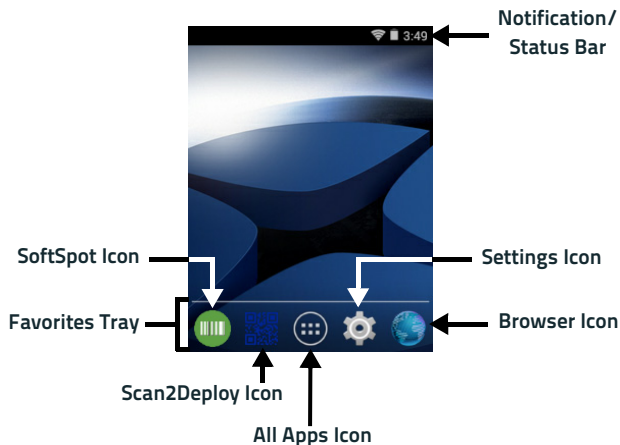 Notification/
Status Bar
3:49
SoftSpot Icon
Settings Icon
Favorites Tray
Browser Icon
Scan2Deploy Icon
All Apps Icon